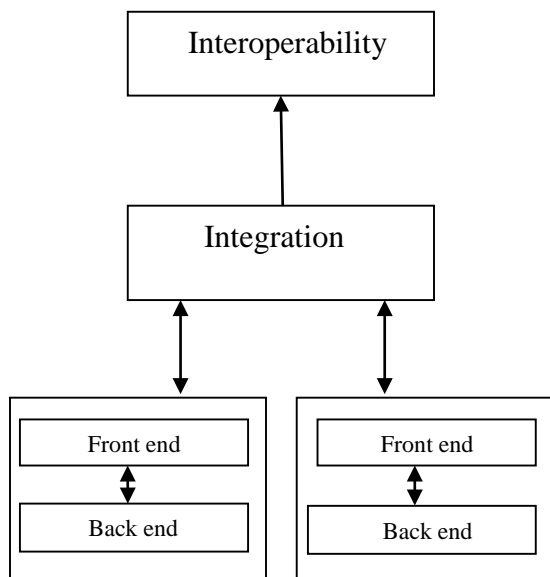 Interoperability
Integration
Front end
Front end
Back end
Back end